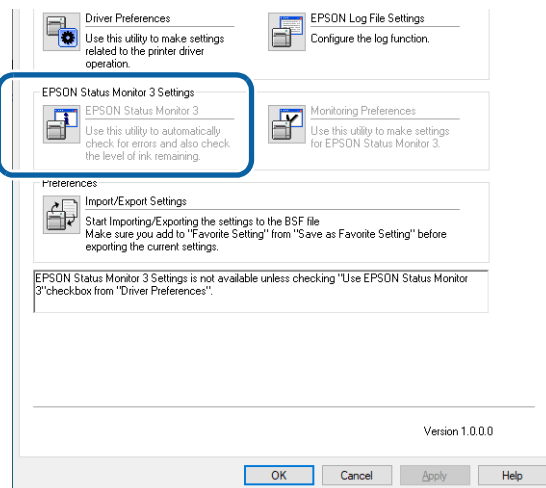 Driver Preferences
Use this utility to make settings
related to the printer driver
operation.
EPSON Log File Settings
Configure the log function.
EPSON Status Monitor 3 Settings
EPSON Status Monitor 3
Use this utility to automatically
check for errors and also check
the level of ink remaining.
Monitoring Preferences
Use this utility to make settings
for EPSON Status Monitor 3.
Preferences
Import/Export Settings
Start Importing/Exporting the settings to the BSF file
Make sure you add to "Favorite Setting" from "Save as Favorite Setting" before
exporting the current settings.
EPSON Status Monitor 3 Settings is not available unless checking "Use EPSON Status Monitor
3"checkbox from "Driver Preferences".
Version 1.0.0.0
OK
Cancel
Apply
Help